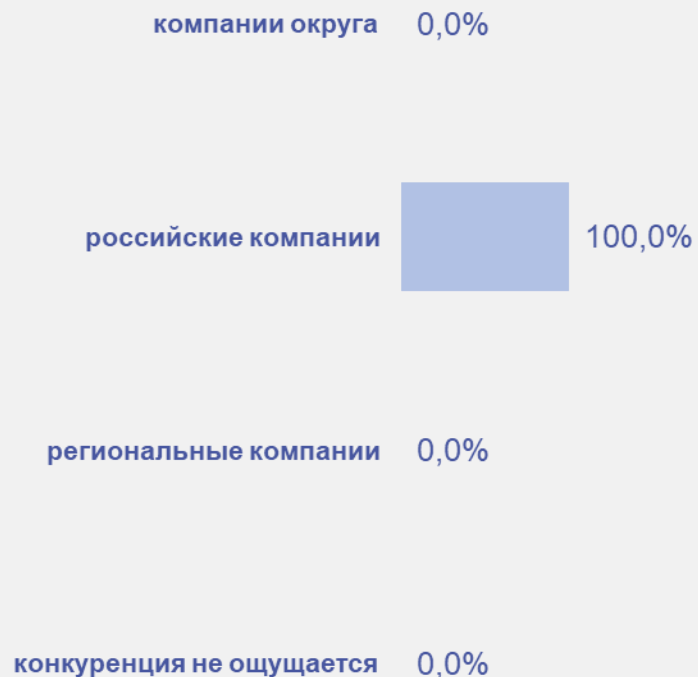 компании округа 0,0%
российские компании 100,0%
региональные компании 0,0%
конкуренция не ощущается 0,0%